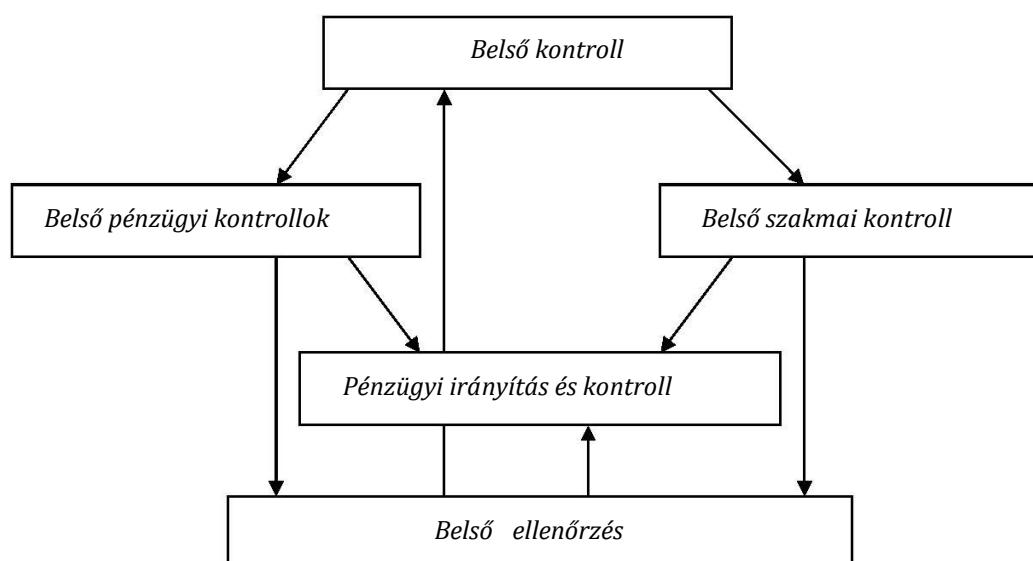 Belső kontroll
Belső pénzügyi kontrollok
Belső szakmai kontroll
Pénzügyi irányítás és kontroll
Belső ellenőrzés